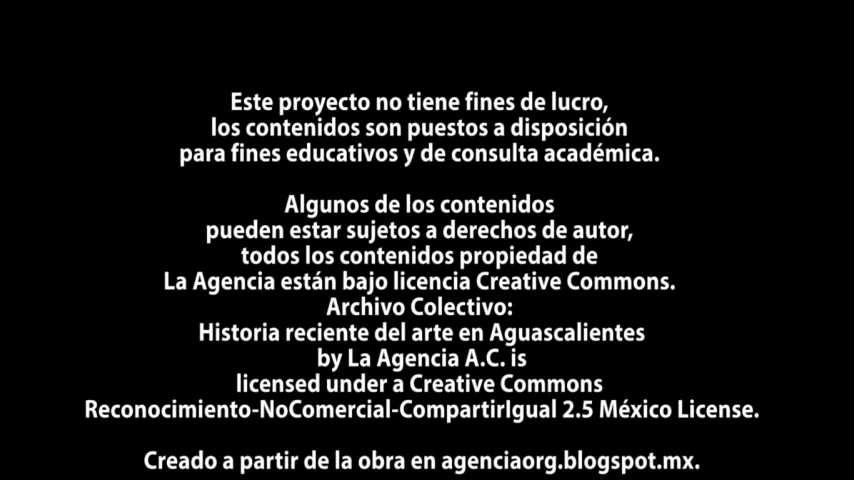 Este proyecto no tiene fines de lucro,
los contenidos son puestos a disposición
para fines educativos y de consulta académica.
Algunos de los contenidos
pueden estar sujetos a derechos de autor,
todos los contenidos propiedad de
La Agencia están bajo licencia Creative Commons.
Archivo Colectivo:
Historia reciente del arte en Aguascalientes
by La Agencia A.C. is
licensed under a Creative Commons
Reconocimiento-NoComercial-CompartirIgual 2.5 México License.
Creado a partir de la obra en agenciaorg.blogspot.mx.